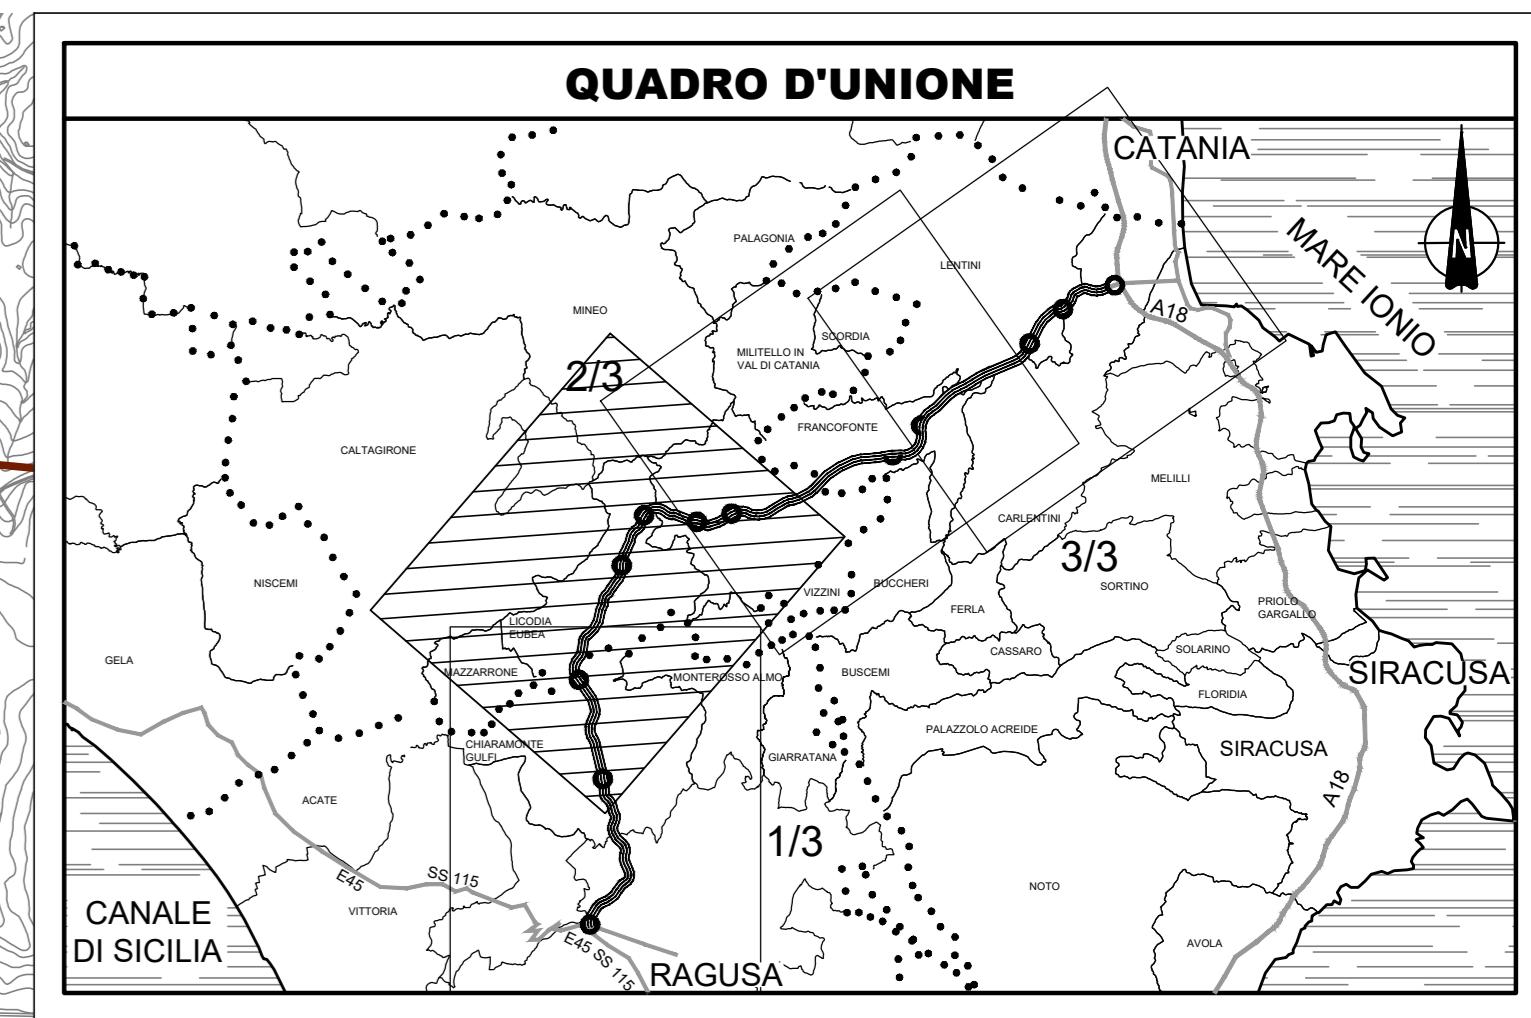 QUADRO D'UNIONE
CATANIA
N
MARE IONIO
PALAGONIA
LENTINI
MINEO
A18
SCORDIA
MILITELLO IN
VAL DI CATANIA
2/3
FRANCOFONTE
CALTAGIRONE
MELILLI
CARLENTINI
3/3
NISCEMI
BUCCHERI
SORTINO
VIZZINI
PRIOLO
GARGALLO
FERLA
LICODIA
EUBEA
GELA
CASSARO
SOLARINO
MAZZARRONE
MONTEROSSO ALMO
BUSCEMI
SIRACUSA
FLORIDIA
PALAZZOLO ACREIDE
CHIARAMONTE
GULFI
GIARRATANA
SIRACUSA
A18
ACATE
1/3
E45
SS 115
NOTO
VITTORIA
CANALE
DI SICILIA
AVOLA
E45 SS 115
RAGUSA